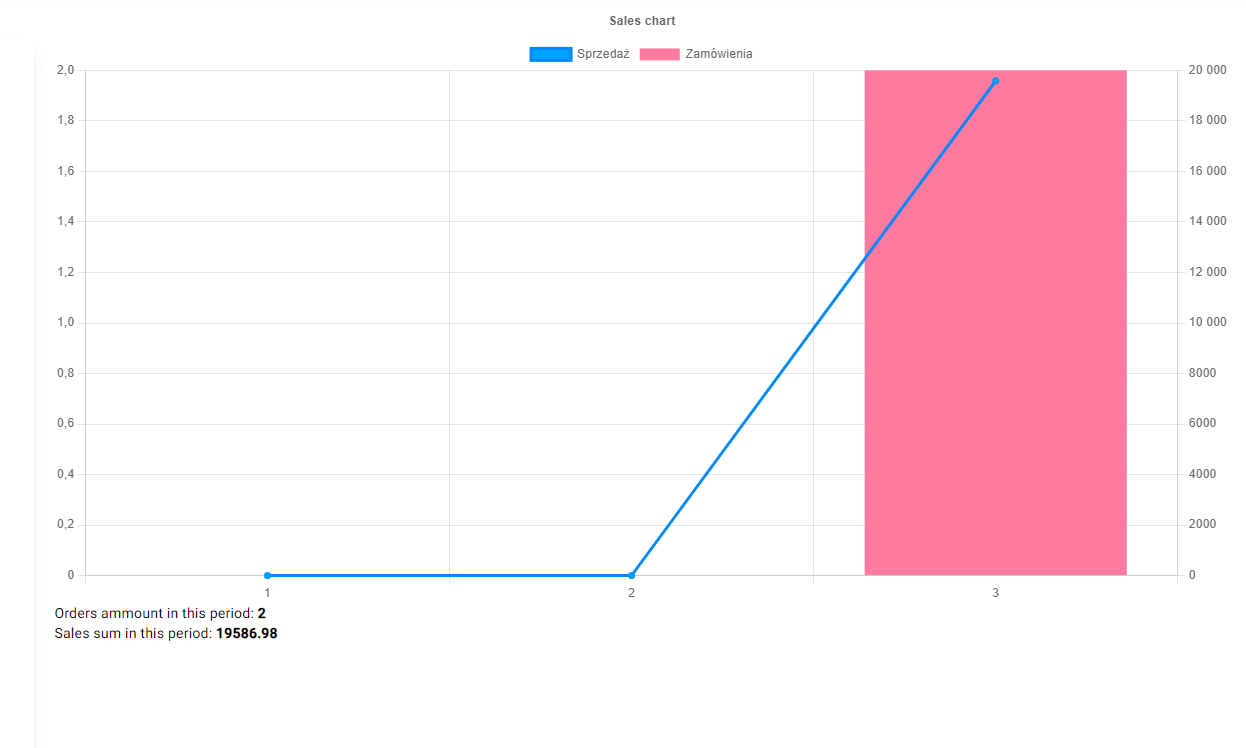 Sales chart
Sprzedaż Zamówienia
2,0 20 000
1,8 18 000
1,6 16 000
1,4 14 000
1,2 12 000
1,0 10 000
0,8 8000
0,6 6000
0,4 4000
0,2 2000
0 0
1 2 3
Orders ammount in this period: 2
Sales sum in this period: 19586.98